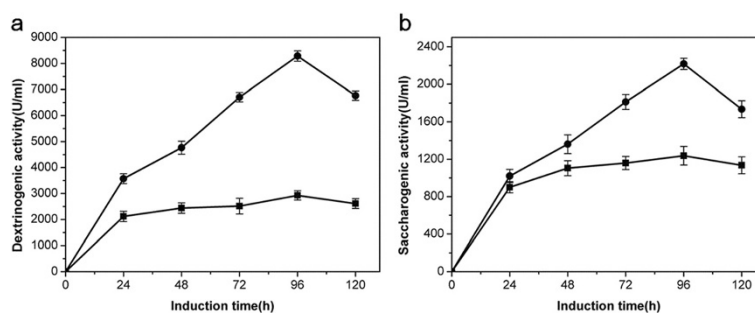 a
Dextrinogenic activity(U/ml)
9000
8000
7000
6000
5000
4000
3000
2000
1000
0
0 24 48 72 96 120
Induction time(h)
b
Saccharogenic activity(U/ml)
2400
2000
1600
1200
800
400
0
0 24 48 72 96 120
Induction time(h)